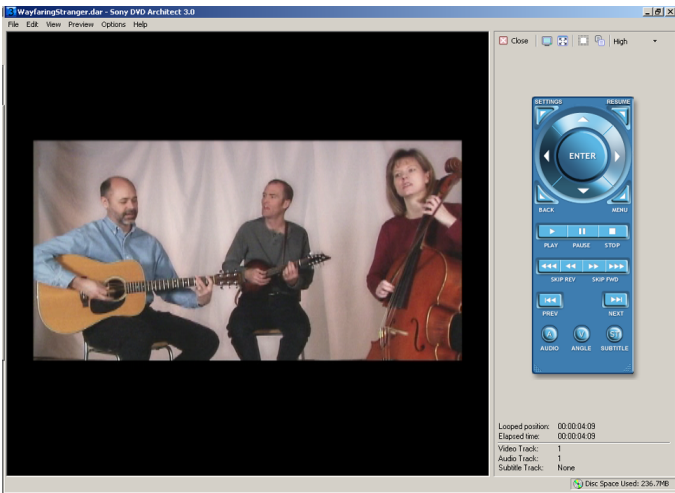 WayfaringStranger.dar - Sony DVD Architect 3.0
File Edit View Preview Options Help
Close High
SETTINGS RESUME
ENTER
BACK MENU
PLAY PAUSE STOP
SKIP REV SKIP FWD
PREV NEXT
A V ST
AUDIO ANGLE SUBTITLE
Looped position: 00:00:04:09
Elapsed time: 00:00:04:09
Video Track: 1
Audio Track: 1
Subtitle Track: None
Disc Space Used: 236.7MB